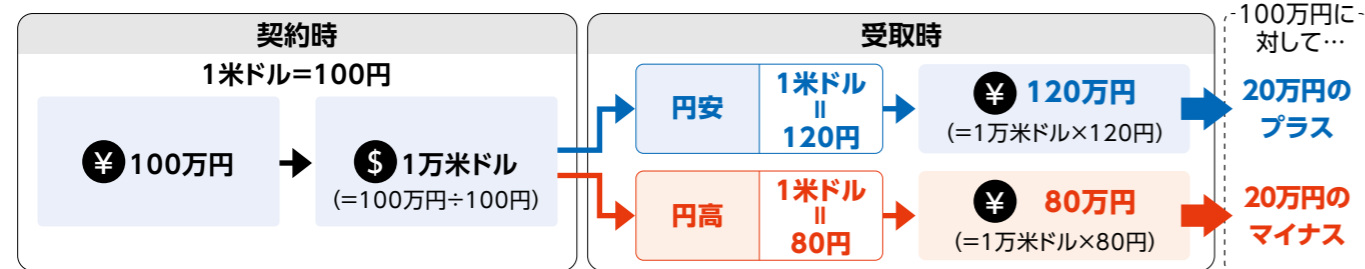 契約時
1米ドル=100円
¥ 100万円
$ 1万米ドル
(=100万円÷100円)
受取時
円安
1米ドル
=
120円
¥ 120万円
(=1万米ドル×120円)
円高
1米ドル
=
80円
¥ 80万円
(=1万米ドル×80円)
100万円に
対して…
20万円の
プラス
20万円の
マイナス